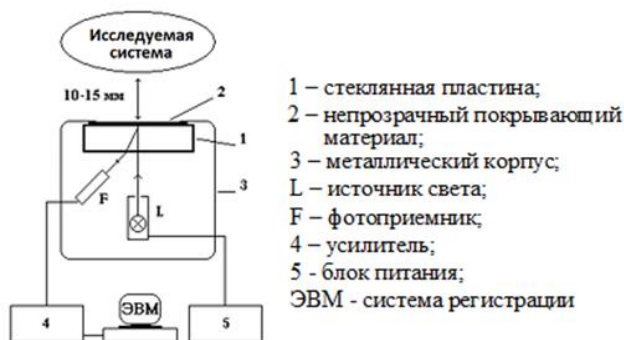 Исследуемая
система
10-15 мм
2
1
3
F
L
4
ЭВМ
5
1 – стеклянная пластина;
2 – непрозрачный покрывающий
материал;
3 – металлический корпус;
L – источник света;
F – фотоприемник;
4 – усилитель;
5 - блок питания;
ЭВМ - система регистрации